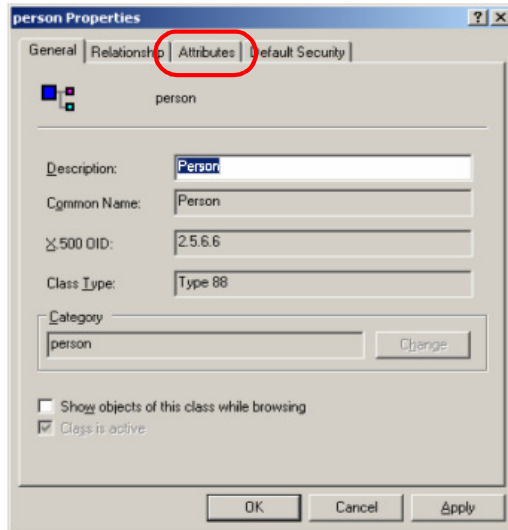 person Properties
General Relationship Attributes Default Security
person
Description: Person
Common Name: Person
X.500 OID: 2.5.6.6
Class Type: Type 88
Category
person Change
Show objects of this class while browsing
Class is active
OK Cancel Apply